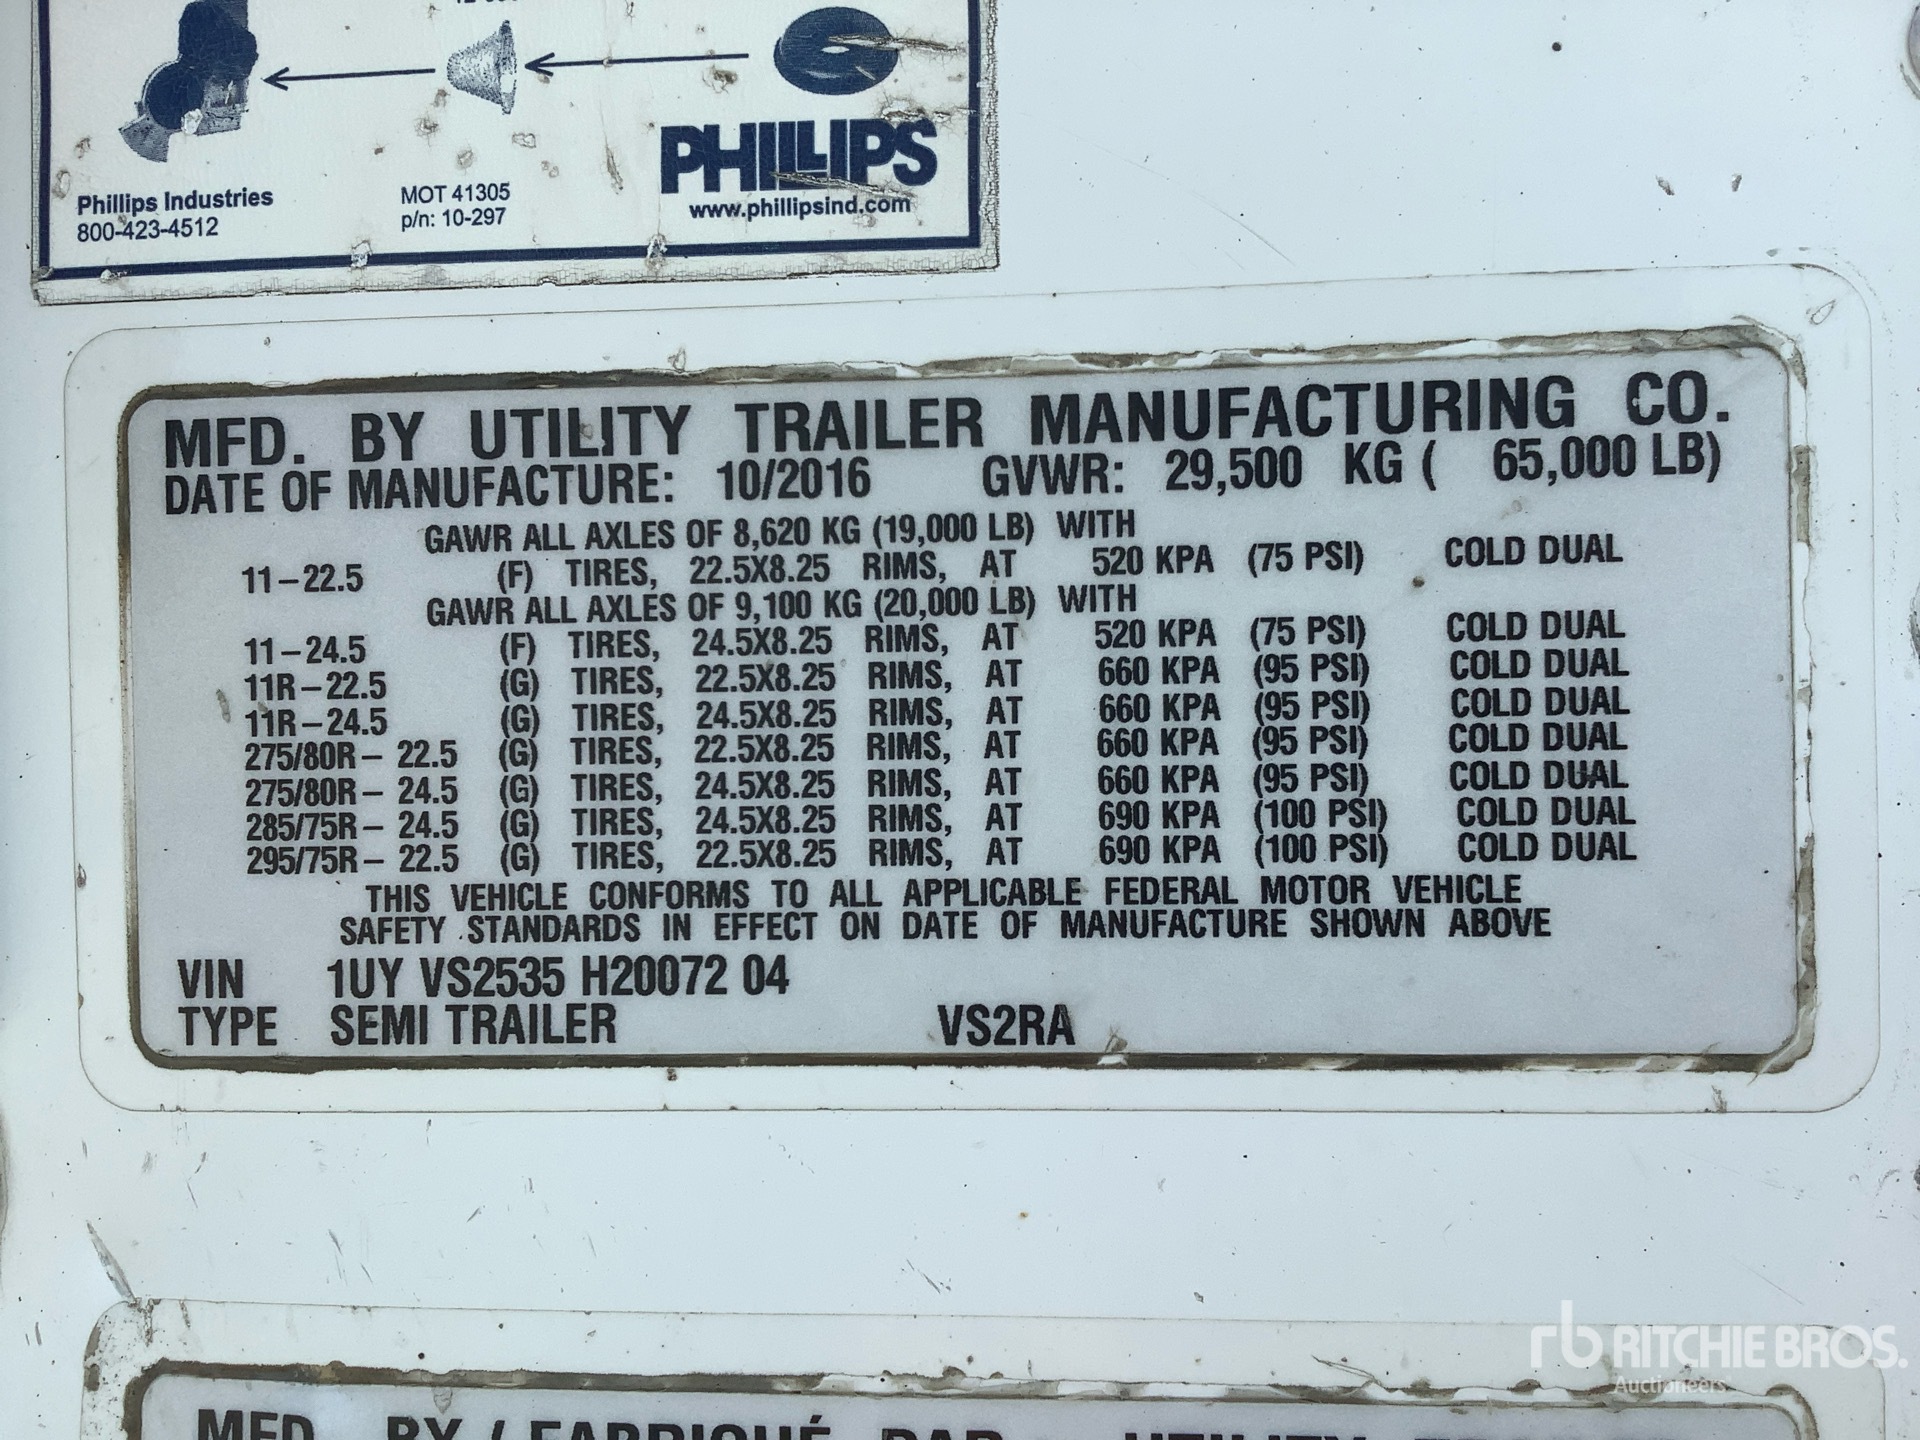 Phillips Industries
800-423-4512
MOT 41305
p/n: 10-297
PHILLIPS
www.phillipsind.com
MFD. BY UTILITY TRAILER MANUFACTURING CO.
DATE OF MANUFACTURE: 10/2016 GVWR: 29,500 KG ( 65,000 LB)
GAWR ALL AXLES OF 8,620 KG (19,000 LB) WITH
11-22.5 (F) TIRES, 22.5X8.25 RIMS, AT 520 KPA (75 PSI) COLD DUAL
GAWR ALL AXLES OF 9,100 KG (20,000 LB) WITH
11-24.5 (F) TIRES, 24.5X8.25 RIMS, AT 520 KPA (75 PSI) COLD DUAL
11R-22.5 (G) TIRES, 22.5X8.25 RIMS, AT 660 KPA (95 PSI) COLD DUAL
11R-24.5 (G) TIRES, 24.5X8.25 RIMS, AT 660 KPA (95 PSI) COLD DUAL
275/80R- 22.5 (G) TIRES, 22.5X8.25 RIMS, AT 660 KPA (95 PSI) COLD DUAL
275/80R- 24.5 (G) TIRES, 24.5X8.25 RIMS, AT 660 KPA (95 PSI) COLD DUAL
285/75R- 24.5 (G) TIRES, 24.5X8.25 RIMS, AT 690 KPA (100 PSI) COLD DUAL
295/75R- 22.5 (G) TIRES, 22.5X8.25 RIMS, AT 690 KPA (100 PSI) COLD DUAL
THIS VEHICLE CONFORMS TO ALL APPLICABLE FEDERAL MOTOR VEHICLE
SAFETY STANDARDS IN EFFECT ON DATE OF MANUFACTURE SHOWN ABOVE
VIN 1UY VS2535 H20072 04
TYPE SEMI TRAILER VS2RA
rb RITCHIE BROS.
Auctioneers
MFD. BY / FABRIQUÉ PAR UTILITY